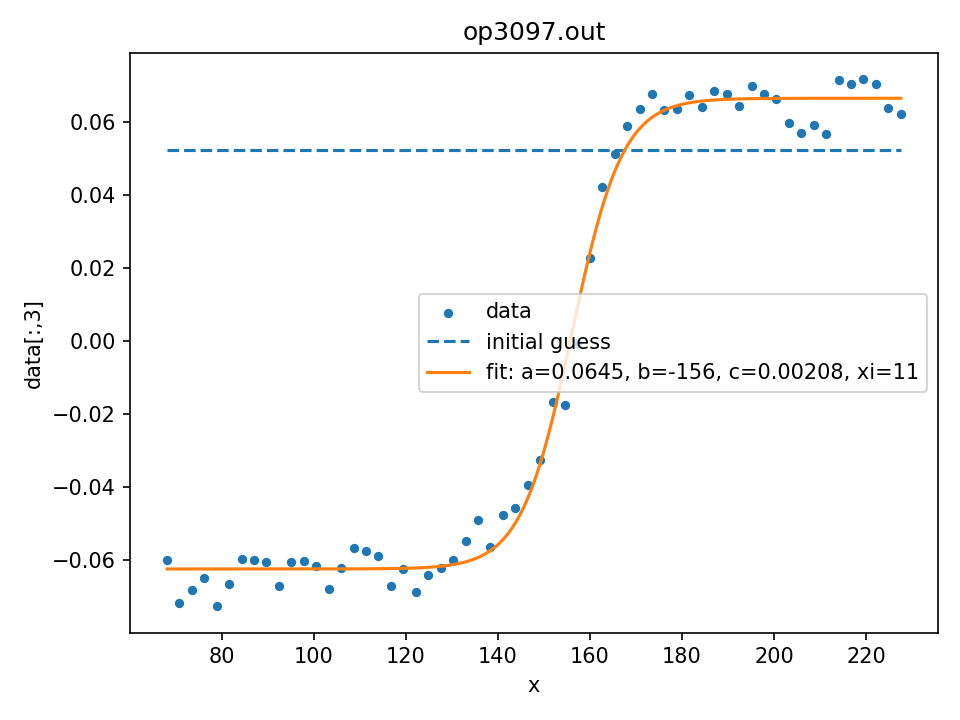 op3097.out
data[:,3]
0.06
0.04
0.02
0.00
−0.02
−0.04
−0.06
data
initial guess
fit: a=0.0645, b=-156, c=0.00208, xi=11
80 100 120 140 160 180 200 220
x